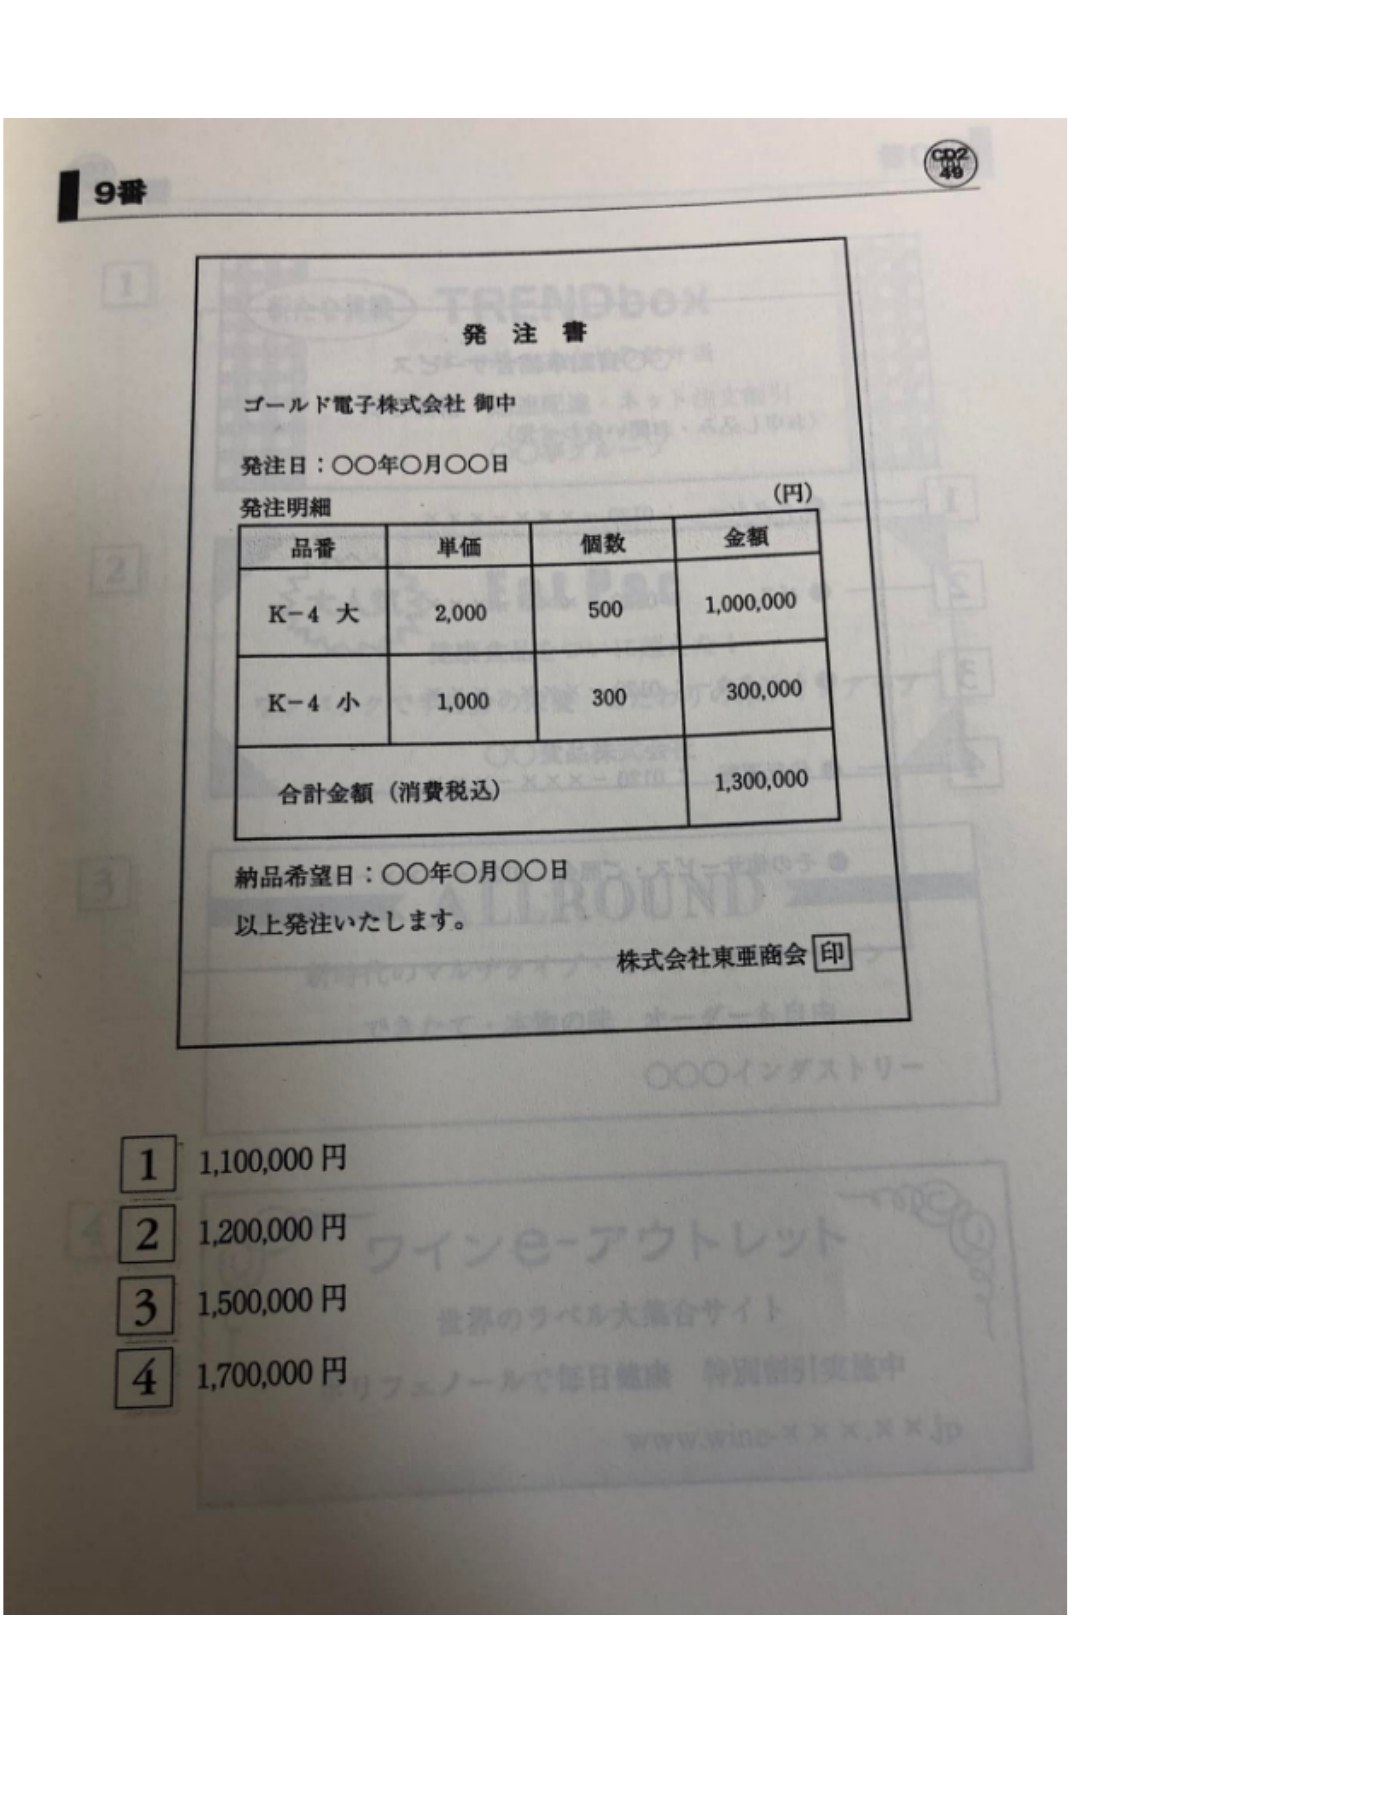 9番
CD2
49
発 注 書
ゴールド電子株式会社 御中
発注日：〇〇年〇月〇〇日
発注明細
（円）
品番 単価 個数 金額
K－4 大 2,000 500 1,000,000
K－4 小 1,000 300 300,000
合計金額（消費税込） 1,300,000
納品希望日：〇〇年〇月〇〇日
以上発注いたします。
株式会社東亜商会 印
1 1,100,000 円
2 1,200,000 円
3 1,500,000 円
4 1,700,000 円